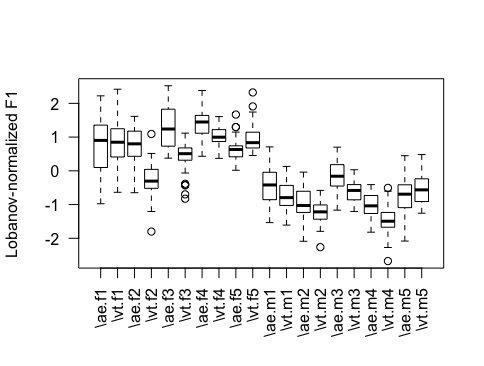 Lobanov-normalized F1
2
1
0
-1
-2
\ae.f1
\vt.f1
\ae.f2
\vt.f2
\ae.f3
\vt.f3
\ae.f4
\vt.f4
\ae.f5
\vt.f5
\ae.m1
\vt.m1
\ae.m2
\vt.m2
\ae.m3
\vt.m3
\ae.m4
\vt.m4
\ae.m5
\vt.m5